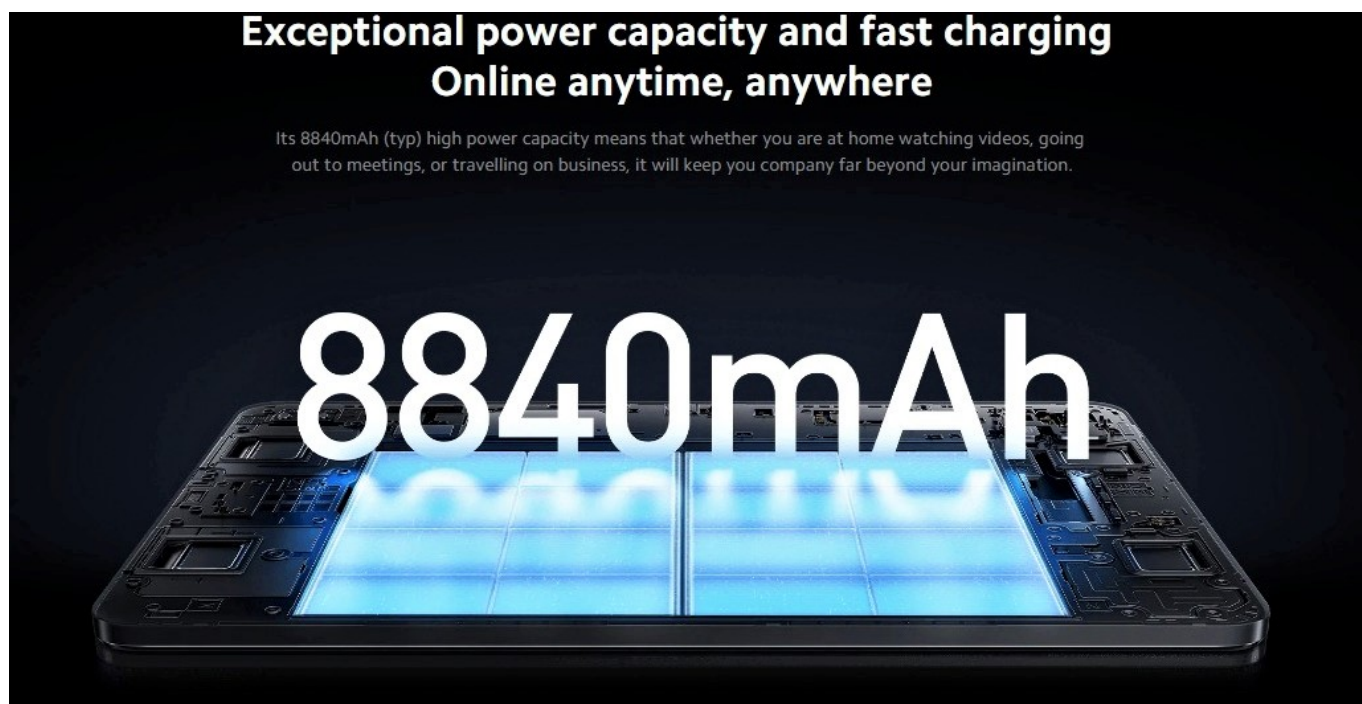 Exceptional power capacity and fast charging
Online anytime, anywhere
Its 8840mAh (typ) high power capacity means that whether you are at home watching videos, going
out to meetings, or travelling on business, it will keep you company far beyond your imagination.
8840mAh